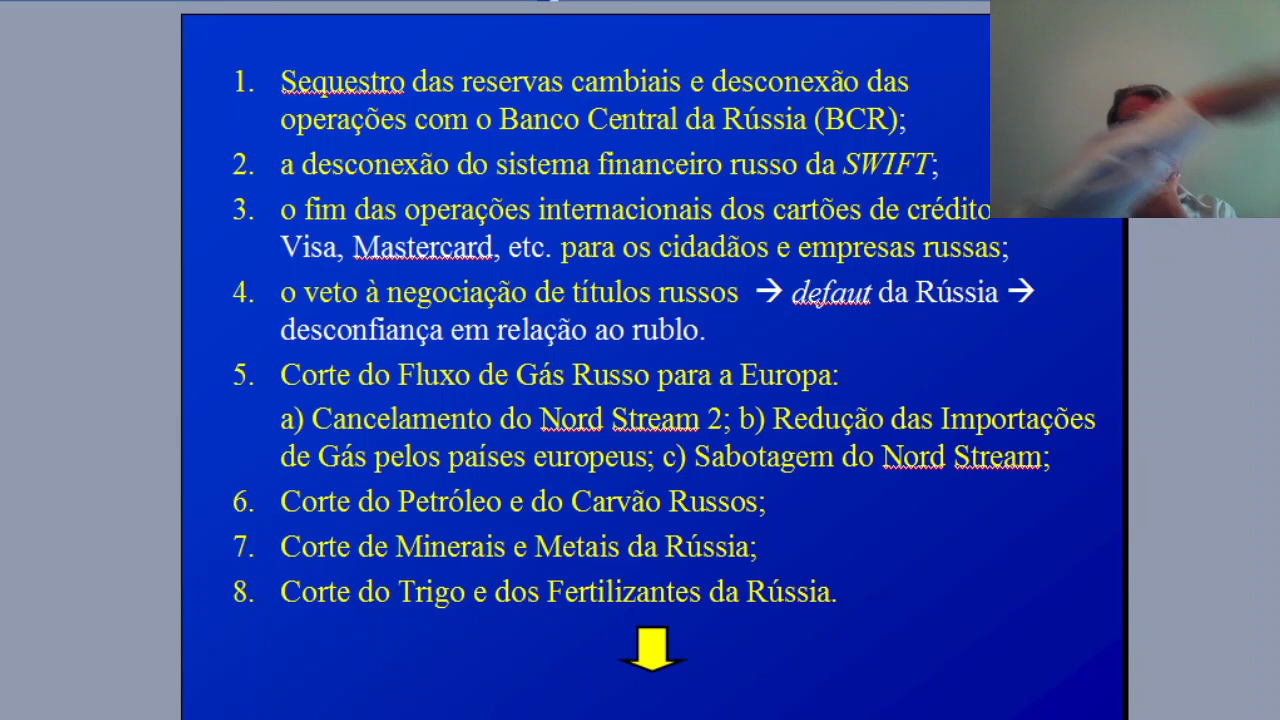 1. Sequestro das reservas cambiais e desconexão das
operações com o Banco Central da Rússia (BCR);
2. a desconexão do sistema financeiro russo da SWIFT;
3. o fim das operações internacionais dos cartões de crédito
Visa, Mastercard, etc. para os cidadãos e empresas russas;
4. o veto à negociação de títulos russos → defaut da Rússia →
desconfiança em relação ao rublo.
5. Corte do Fluxo de Gás Russo para a Europa:
a) Cancelamento do Nord Stream 2; b) Redução das Importações
de Gás pelos países europeus; c) Sabotagem do Nord Stream;
6. Corte do Petróleo e do Carvão Russos;
7. Corte de Minerais e Metais da Rússia;
8. Corte do Trigo e dos Fertilizantes da Rússia.